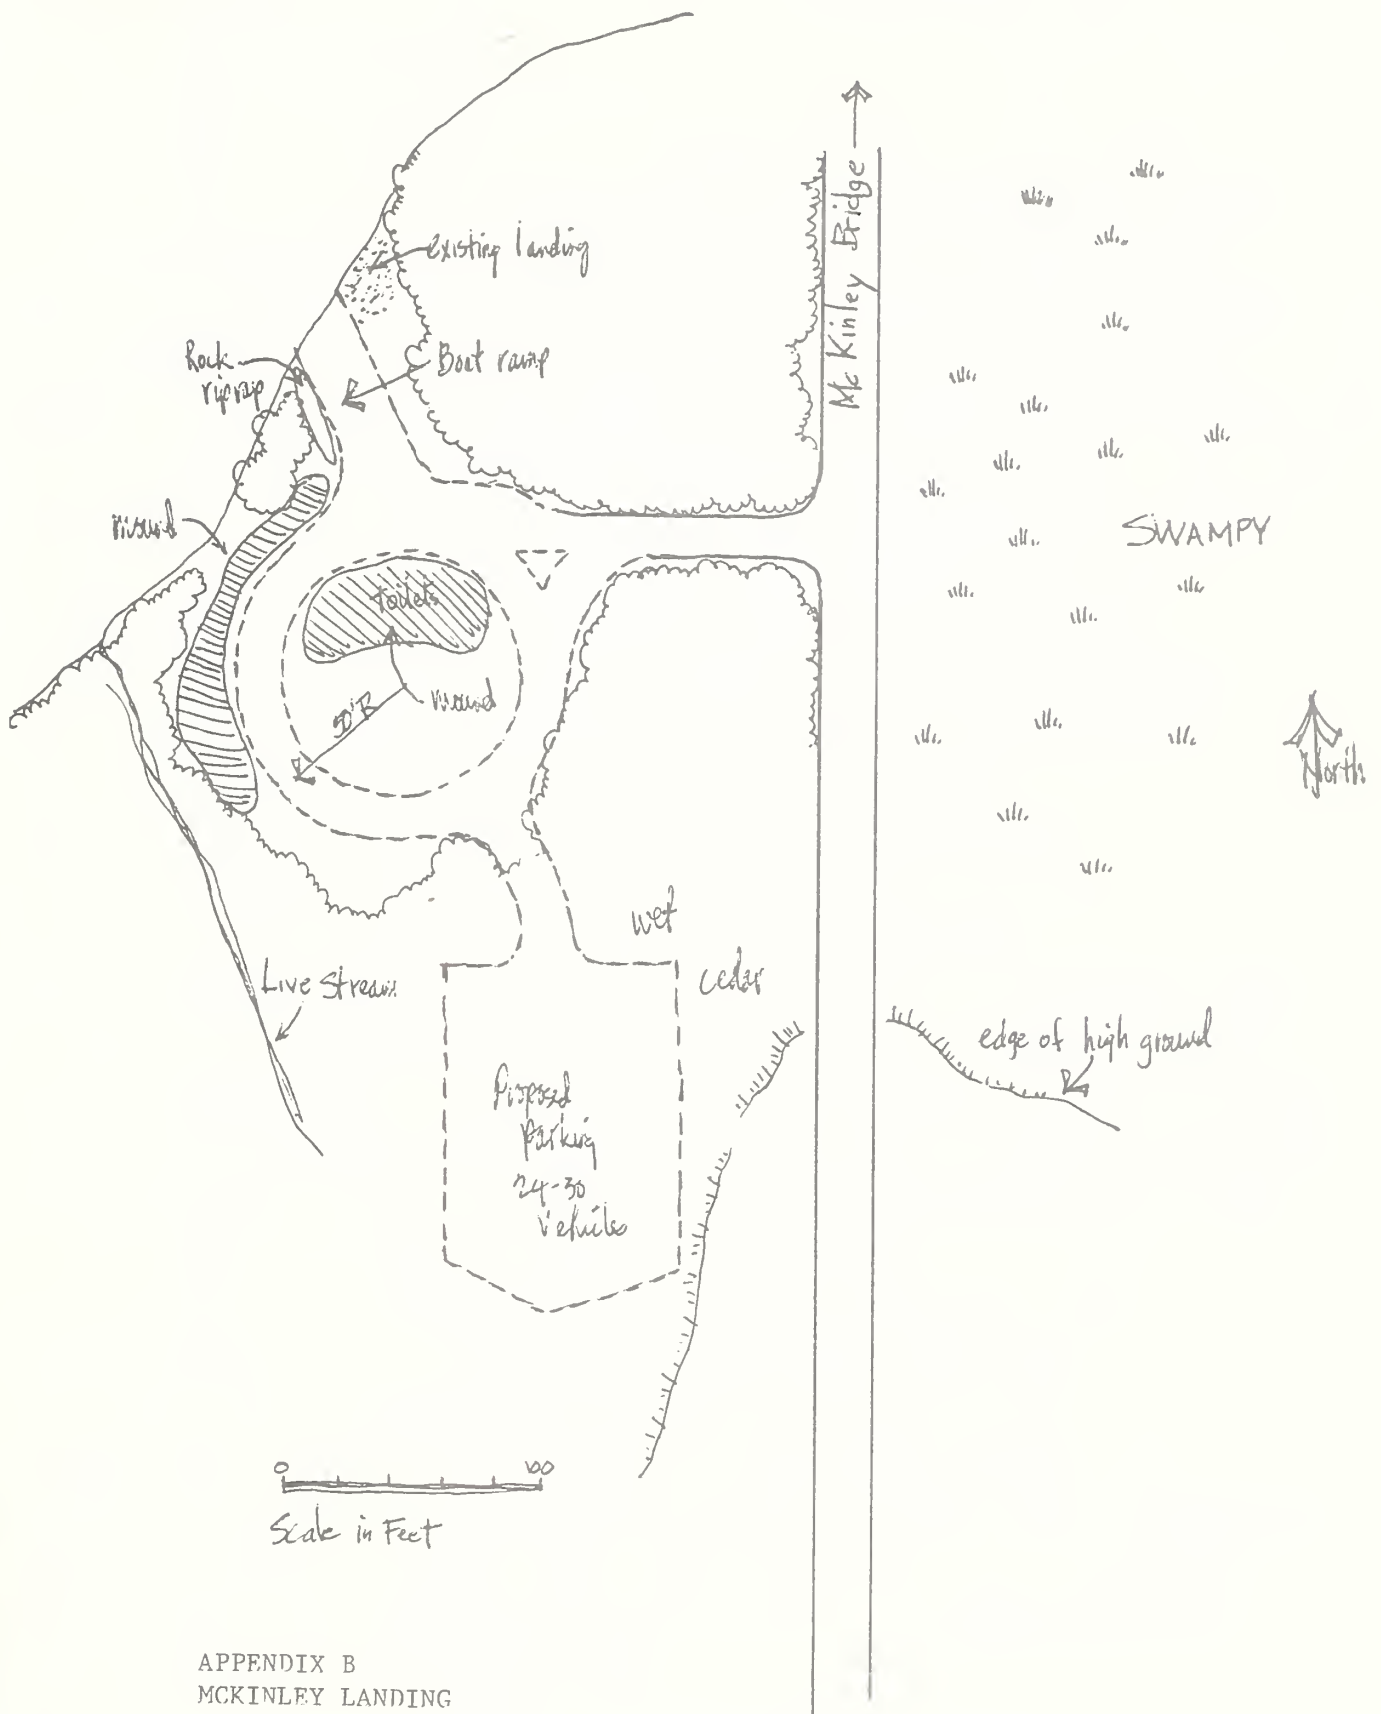 McKinley Bridge
existing landing
Rock
riprap
Boat ramp
mound
SWAMPY
toilets
50'R
mound
North
wet
cedar
Live Stream
edge of high ground
Proposed
parking
24-30
Vehicles
0 100
Scale in Feet
APPENDIX B
MCKINLEY LANDING